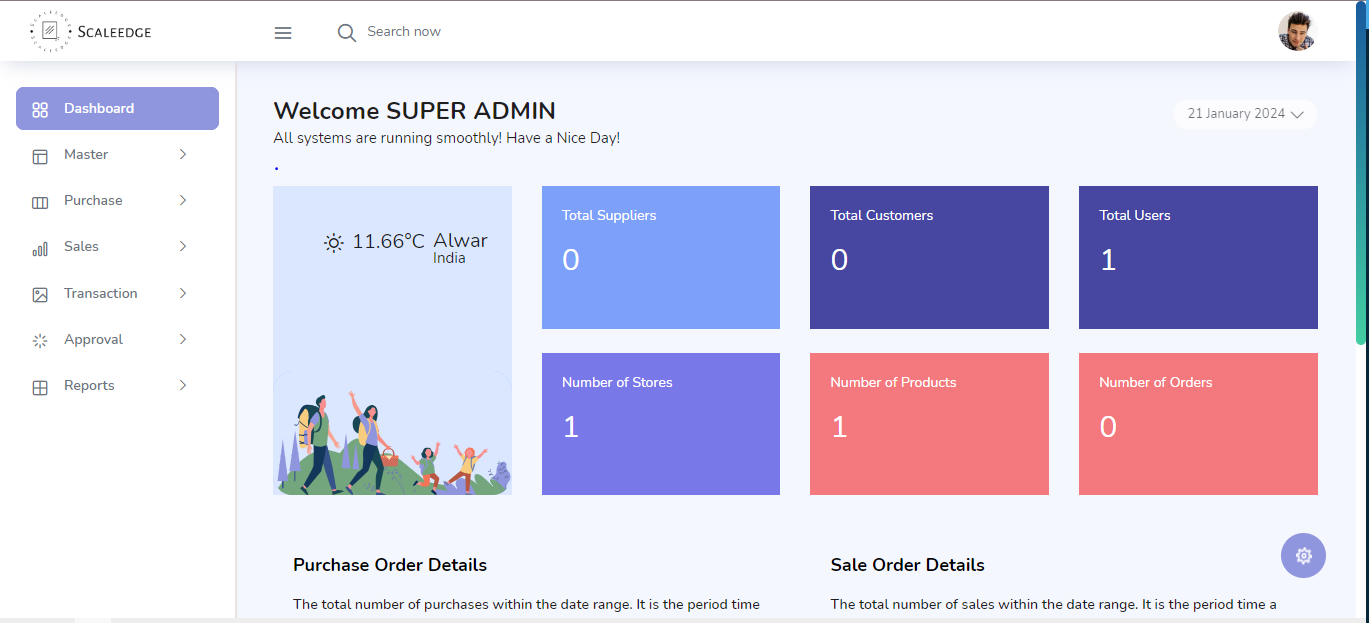 SCALEEDGE
Search now
Dashboard
Master
Purchase
Sales
Transaction
Approval
Reports
Welcome SUPER ADMIN
21 January 2024
All systems are running smoothly! Have a Nice Day!
11.66°C Alwar
India
Total Suppliers
0
Total Customers
0
Total Users
1
Number of Stores
1
Number of Products
1
Number of Orders
0
Purchase Order Details
The total number of purchases within the date range. It is the period time
Sale Order Details
The total number of sales within the date range. It is the period time a